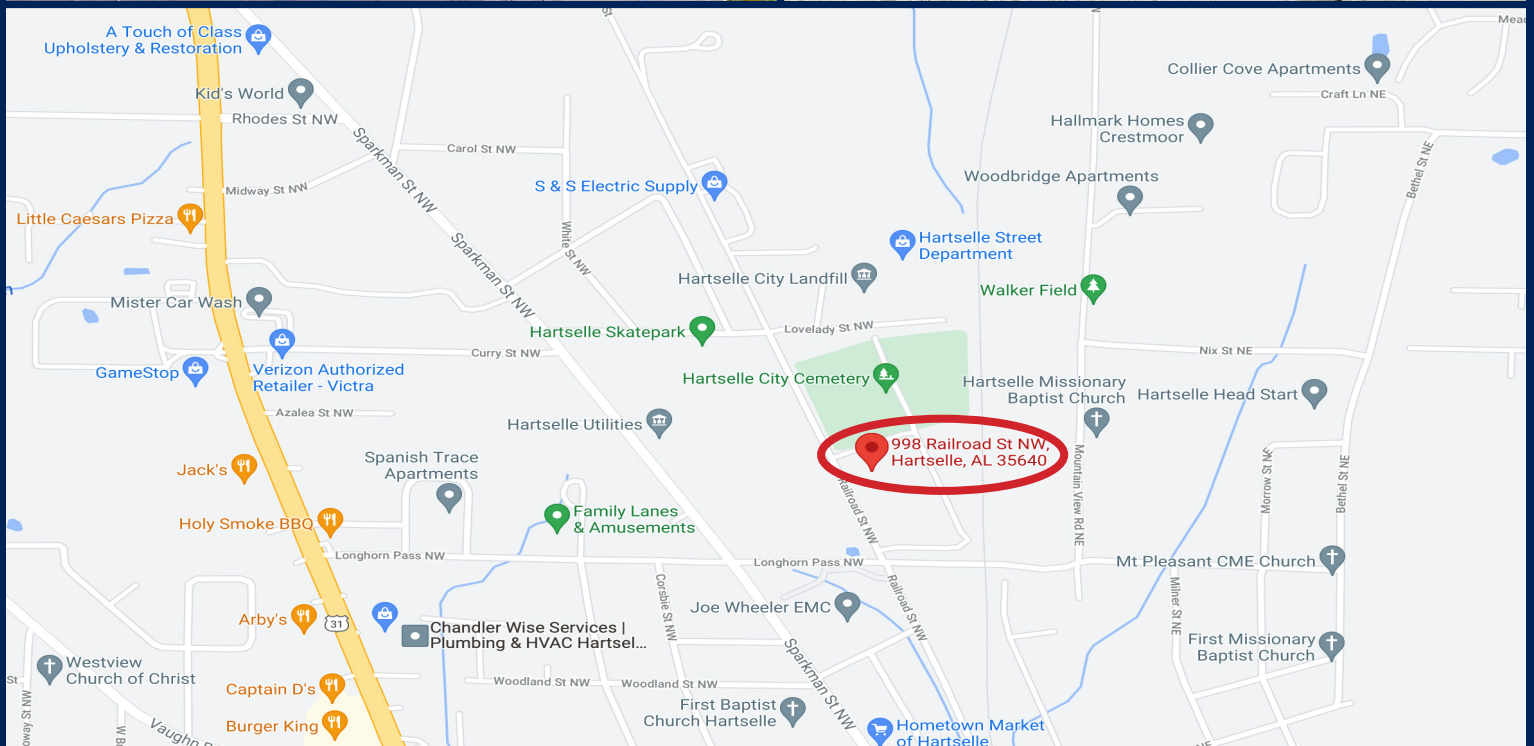 A Touch of Class
Upholstery & Restoration
Mead
Collier Cove Apartments
Kid's World
Craft Ln NE
Rhodes St NW
Hallmark Homes
Crestmoor
Sparkman St NW
Carol St NW
Bethel St NE
Woodbridge Apartments
S & S Electric Supply
Midway St NW
Little Caesars Pizza
White St NW
Sparkman St NW
Hartselle Street
Department
Hartselle City Landfill
Walker Field
Mister Car Wash
Hartselle Skatepark
Lovelady St NW
Curry St NW
Nix St NE
GameStop
Verizon Authorized
Retailer - Victra
Hartselle City Cemetery
Hartselle Missionary
Baptist Church
Hartselle Head Start
Azalea St NW
Hartselle Utilities
998 Railroad St NW,
Hartselle, AL 35640
Spanish Trace
Apartments
Jack's
Railroad St NW
Mountain View Rd NE
Morrow St NE
Bethel St NE
Holy Smoke BBQ
Family Lanes
& Amusements
Longhorn Pass NW
Longhorn Pass NW
Mt Pleasant CME Church
Corsbie St NW
Railroad St NW
Milner St NE
Joe Wheeler EMC
Arby's
31
Chandler Wise Services |
Plumbing & HVAC Hartsel...
First Missionary
Baptist Church
Westview
Church of Christ
Sparkman St NW
St
Captain D's
Woodland St NW
Woodland St NW
First Baptist
Church Hartselle
Burger King
Hometown Market
of Hartselle
NE